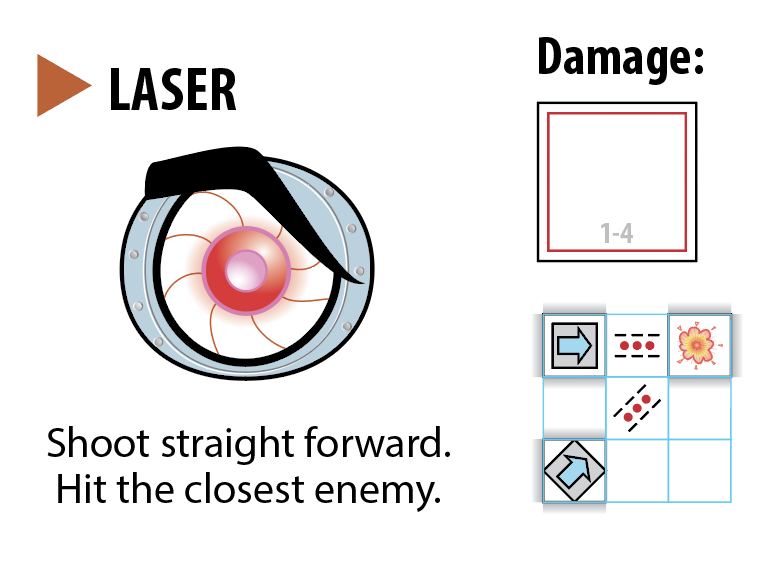 LASER
Damage:
1-4
Shoot straight forward.
Hit the closest enemy.